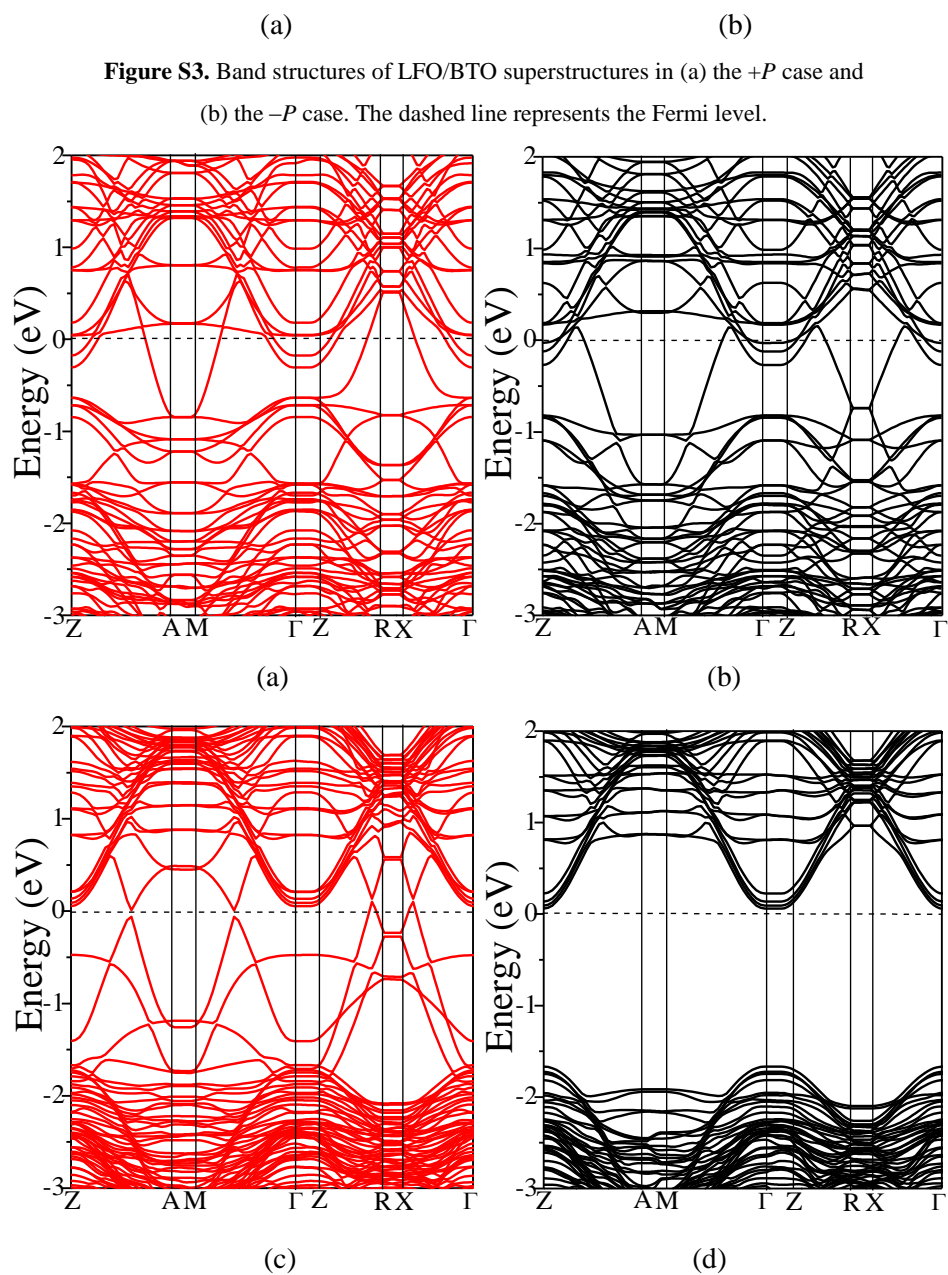 (a) (b)
Figure S3. Band structures of LFO/BTO superstructures in (a) the +P case and
(b) the –P case. The dashed line represents the Fermi level.
2
1
0
-1
-2
-3
Energy (eV)
Z A M Γ Z R X Γ
2
1
0
-1
-2
-3
Energy (eV)
Z A M Γ Z R X Γ
(a) (b)
2
1
0
-1
-2
-3
Energy (eV)
Z A M Γ Z R X Γ
2
1
0
-1
-2
-3
Energy (eV)
Z A M Γ Z R X Γ
(c) (d)